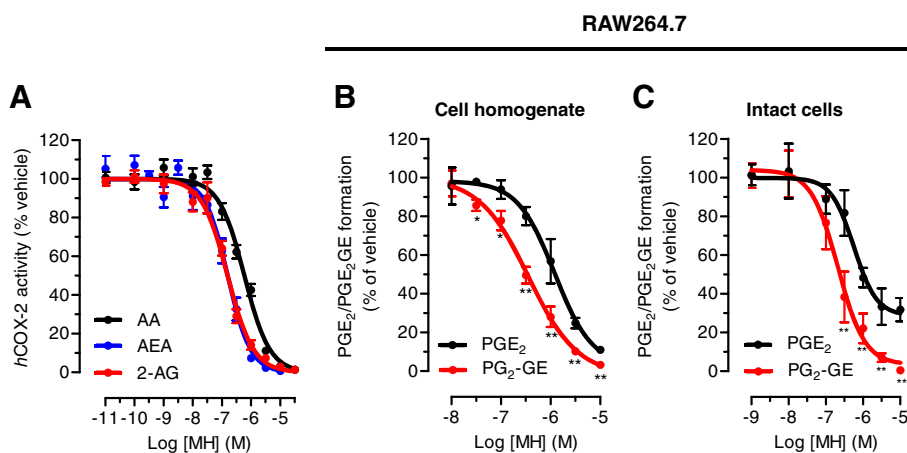 RAW264.7
A
hCOX-2 activity (% vehicle)
120
100
80
60
40
20
0
AA
AEA
2-AG
-11 -10 -9 -8 -7 -6 -5
Log [MH] (M)
B
Cell homogenate
PGE₂/PGE₂GE formation
(% of vehicle)
120
100
80
60
40
20
0
* * ** ** ** **
PGE₂
PG₂-GE
-8 -7 -6 -5
Log [MH] (M)
C
Intact cells
PGE₂/PGE₂GE formation
(% of vehicle)
120
100
80
60
40
20
0
** ** ** **
PGE₂
PG₂-GE
-9 -8 -7 -6 -5
Log [MH] (M)